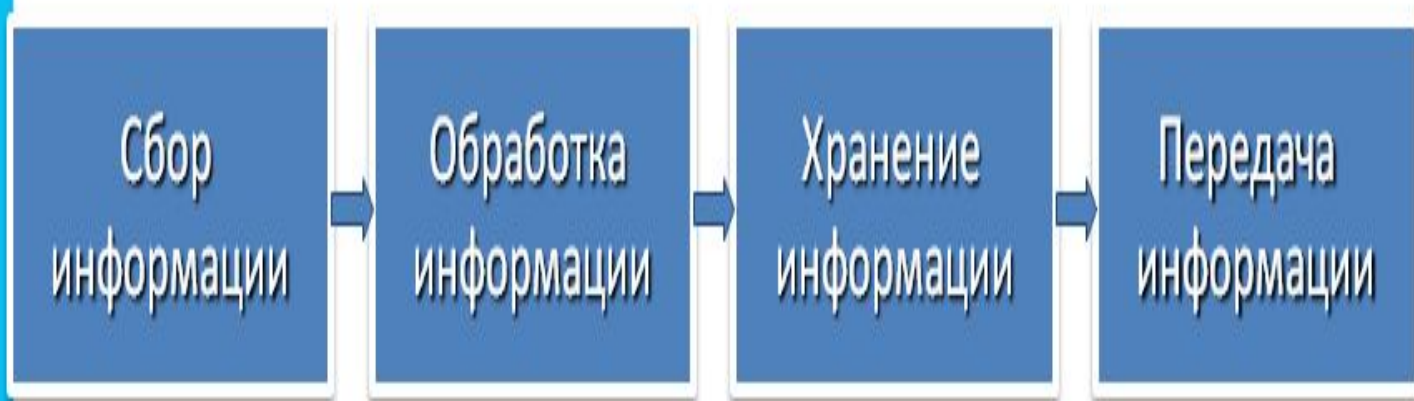 Сбор
информации
Обработка
информации
Хранение
информации
Передача
информации